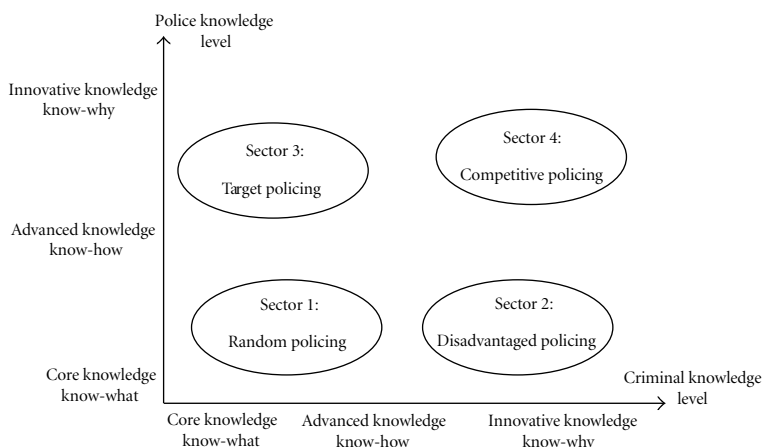 Police knowledge
level
Innovative knowledge
know-why
Sector 3:
Target policing
Sector 4:
Competitive policing
Advanced knowledge
know-how
Sector 1:
Random policing
Sector 2:
Disadvantaged policing
Core knowledge
know-what
Criminal knowledge
level
Core knowledge
know-what
Advanced knowledge
know-how
Innovative knowledge
know-why